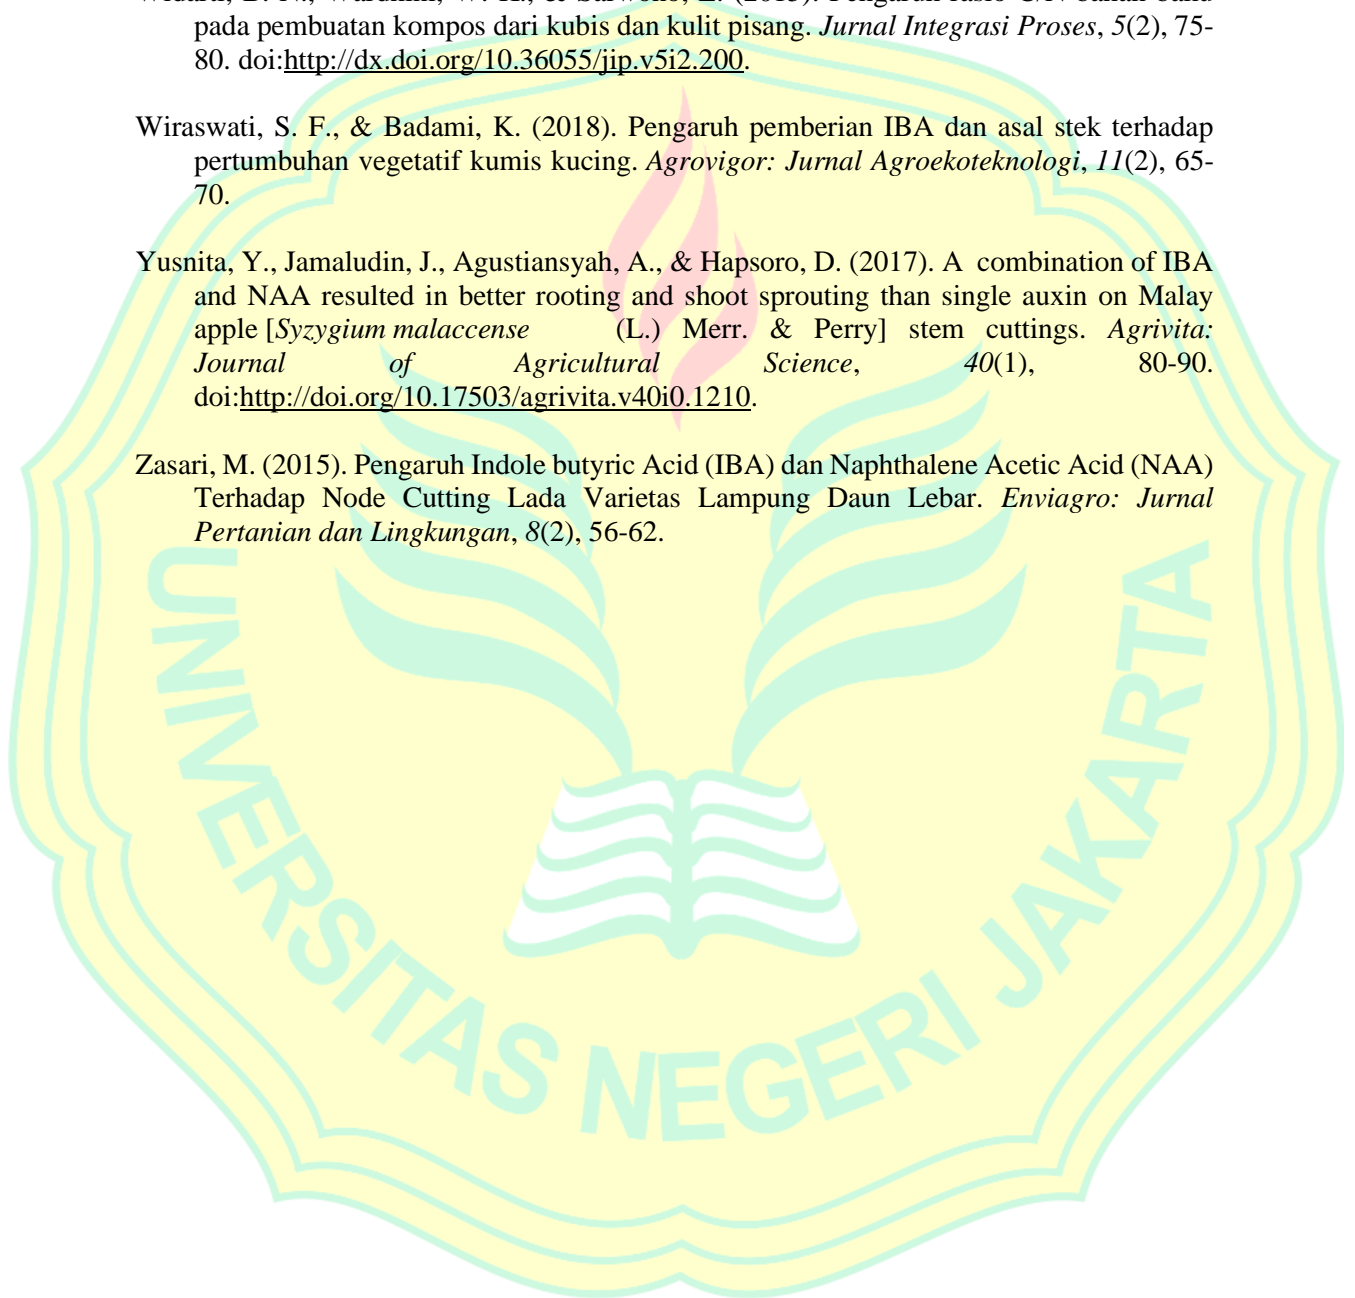 pada pembuatan kompos dari kubis dan kulit pisang. Jurnal Integrasi Proses, 5(2), 75-
80. doi:http://dx.doi.org/10.36055/jip.v5i2.200.
Wiraswati, S. F., & Badami, K. (2018). Pengaruh pemberian IBA dan asal stek terhadap
pertumbuhan vegetatif kumis kucing. Agrovigor: Jurnal Agroekoteknologi, 11(2), 65-
70.
Yusnita, Y., Jamaludin, J., Agustiansyah, A., & Hapsoro, D. (2017). A combination of IBA
and NAA resulted in better rooting and shoot sprouting than single auxin on Malay
apple [Syzygium malaccense (L.) Merr. & Perry] stem cuttings. Agrivita:
Journal of Agricultural Science, 40(1), 80-90.
doi:http://doi.org/10.17503/agrivita.v40i0.1210.
Zasari, M. (2015). Pengaruh Indole butyric Acid (IBA) dan Naphthalene Acetic Acid (NAA)
Terhadap Node Cutting Lada Varietas Lampung Daun Lebar. Enviagro: Jurnal
Pertanian dan Lingkungan, 8(2), 56-62.
UNIVERSITAS NEGERI JAKARTA